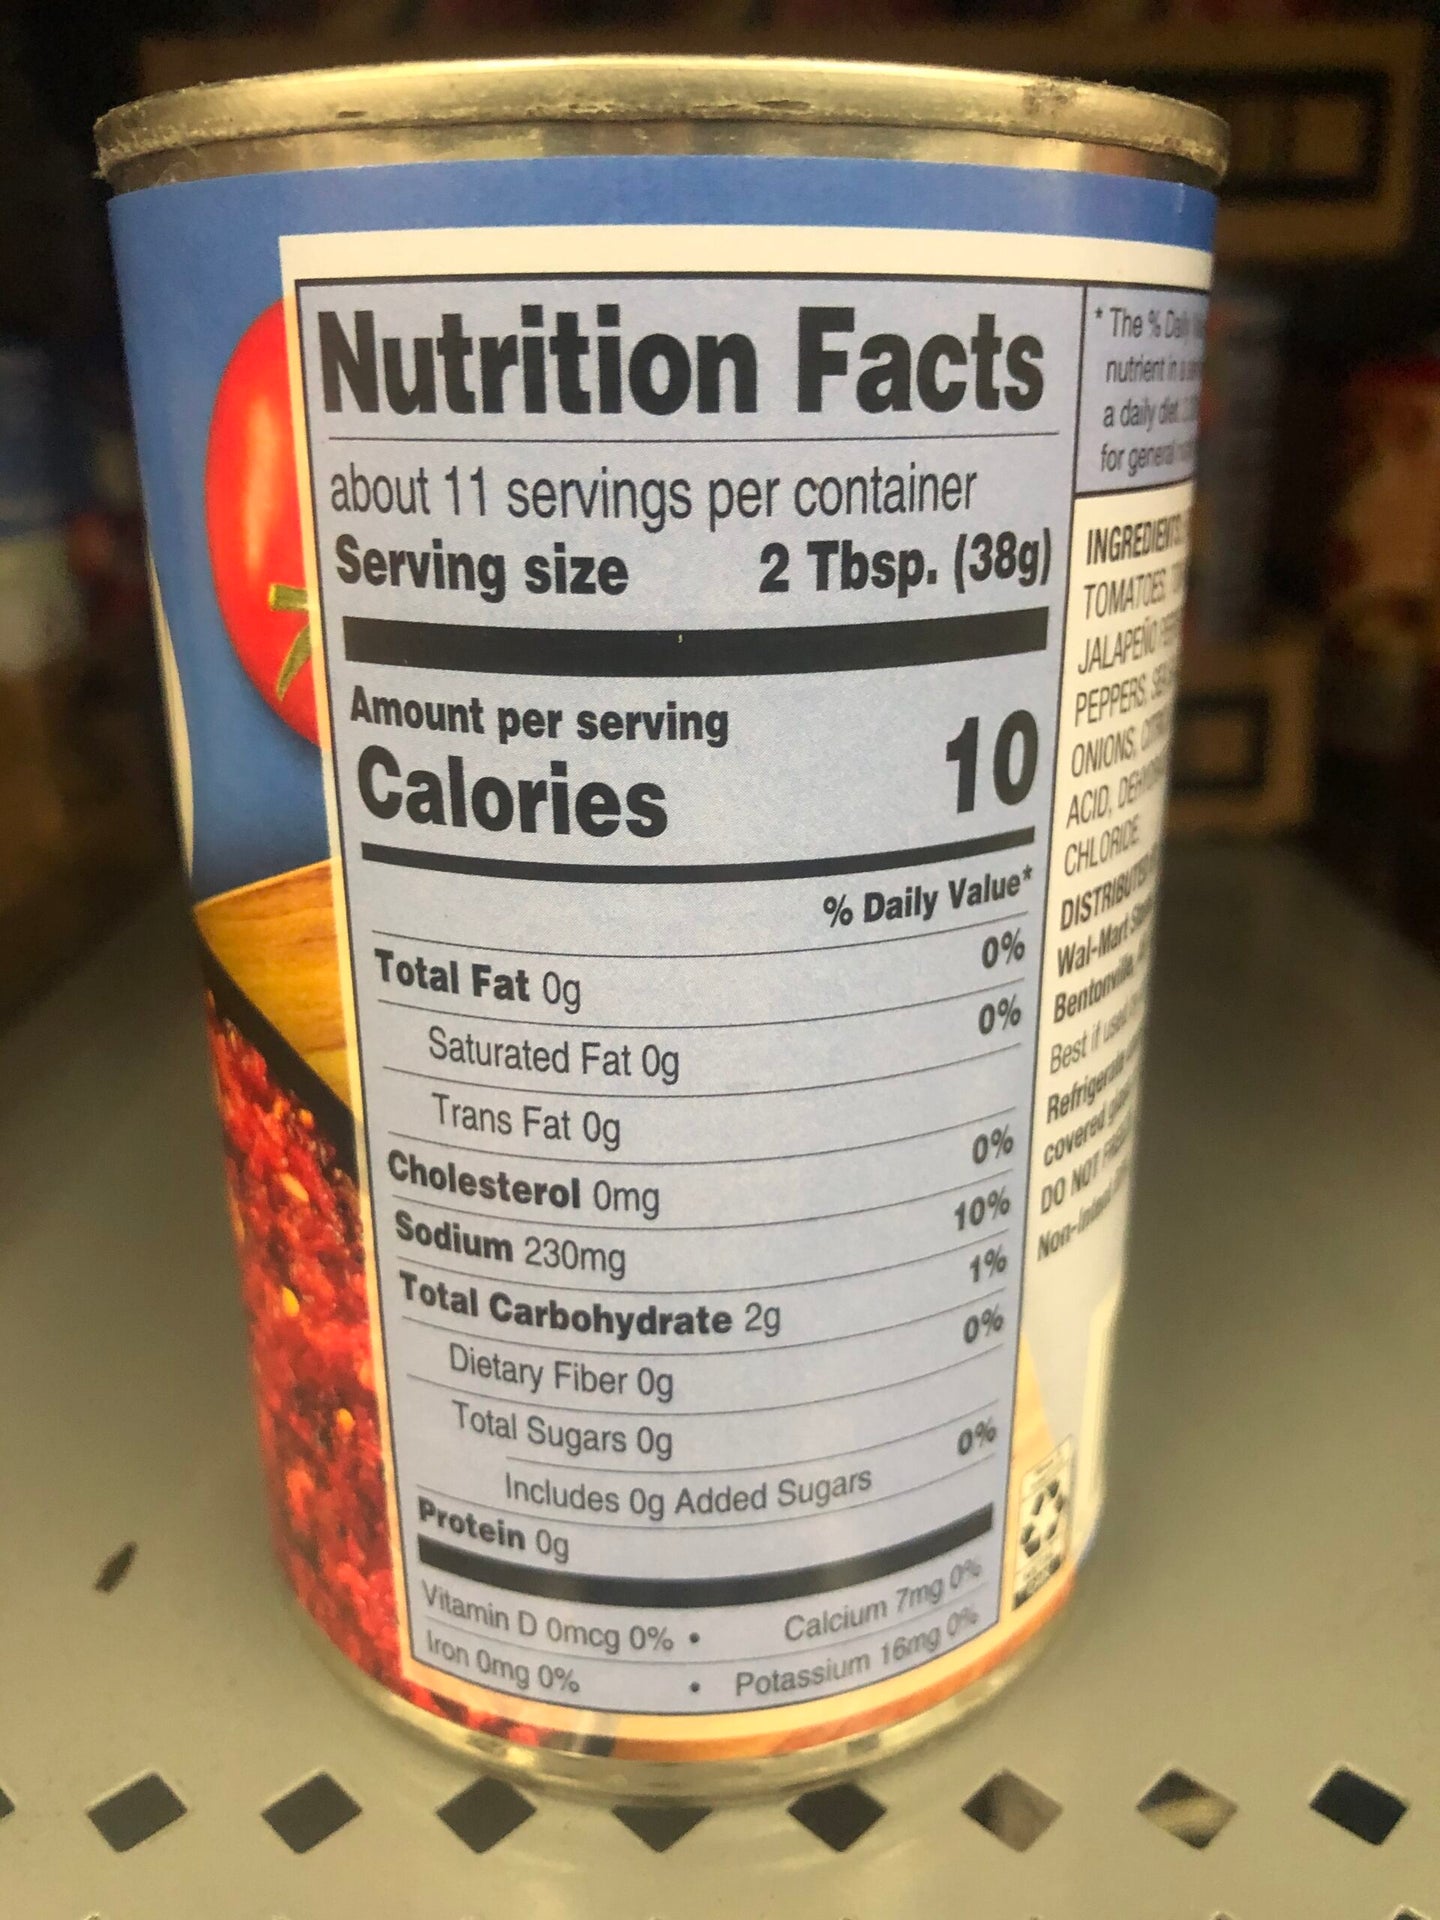 Nutrition Facts
about 11 servings per container
Serving size 2 Tbsp. (38g)
Amount per serving
Calories 10
% Daily Value*
Total Fat 0g 0%
Saturated Fat 0g 0%
Trans Fat 0g
Cholesterol 0mg 0%
Sodium 230mg 10%
Total Carbohydrate 2g 1%
Dietary Fiber 0g 0%
Total Sugars 0g
Includes 0g Added Sugars 0%
Protein 0g
Vitamin D 0mcg 0% • Calcium 7mg 0%
Iron 0mg 0% • Potassium 16mg 0%
* The %
nutrient in
a daily
for general
INGREDIENTS:
TOMATOES,
JALAPEÑO
PEPPERS,
ONIONS,
ACID,
CHLORIDE.
DISTRIBUTED
Wal-Mart
Bentonville,
Best if used
Refrigerate
covered
DO NOT